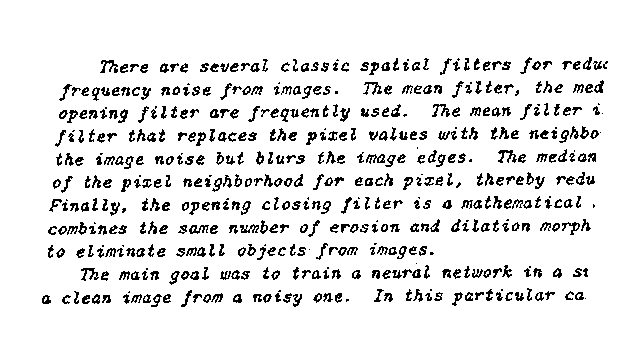 There are several classic spatial filters for reduc
frequency noise from images. The mean filter, the med
opening filter are frequently used. The mean filter i
filter that replaces the pixel values with the neighbo
the image noise but blurs the image edges. The median
of the pixel neighborhood for each pixel, thereby redu
Finally, the opening closing filter is a mathematical
combines the same number of erosion and dilation morph
to eliminate small objects from images.
The main goal was to train a neural network in a st
a clean image from a noisy one. In this particular ca